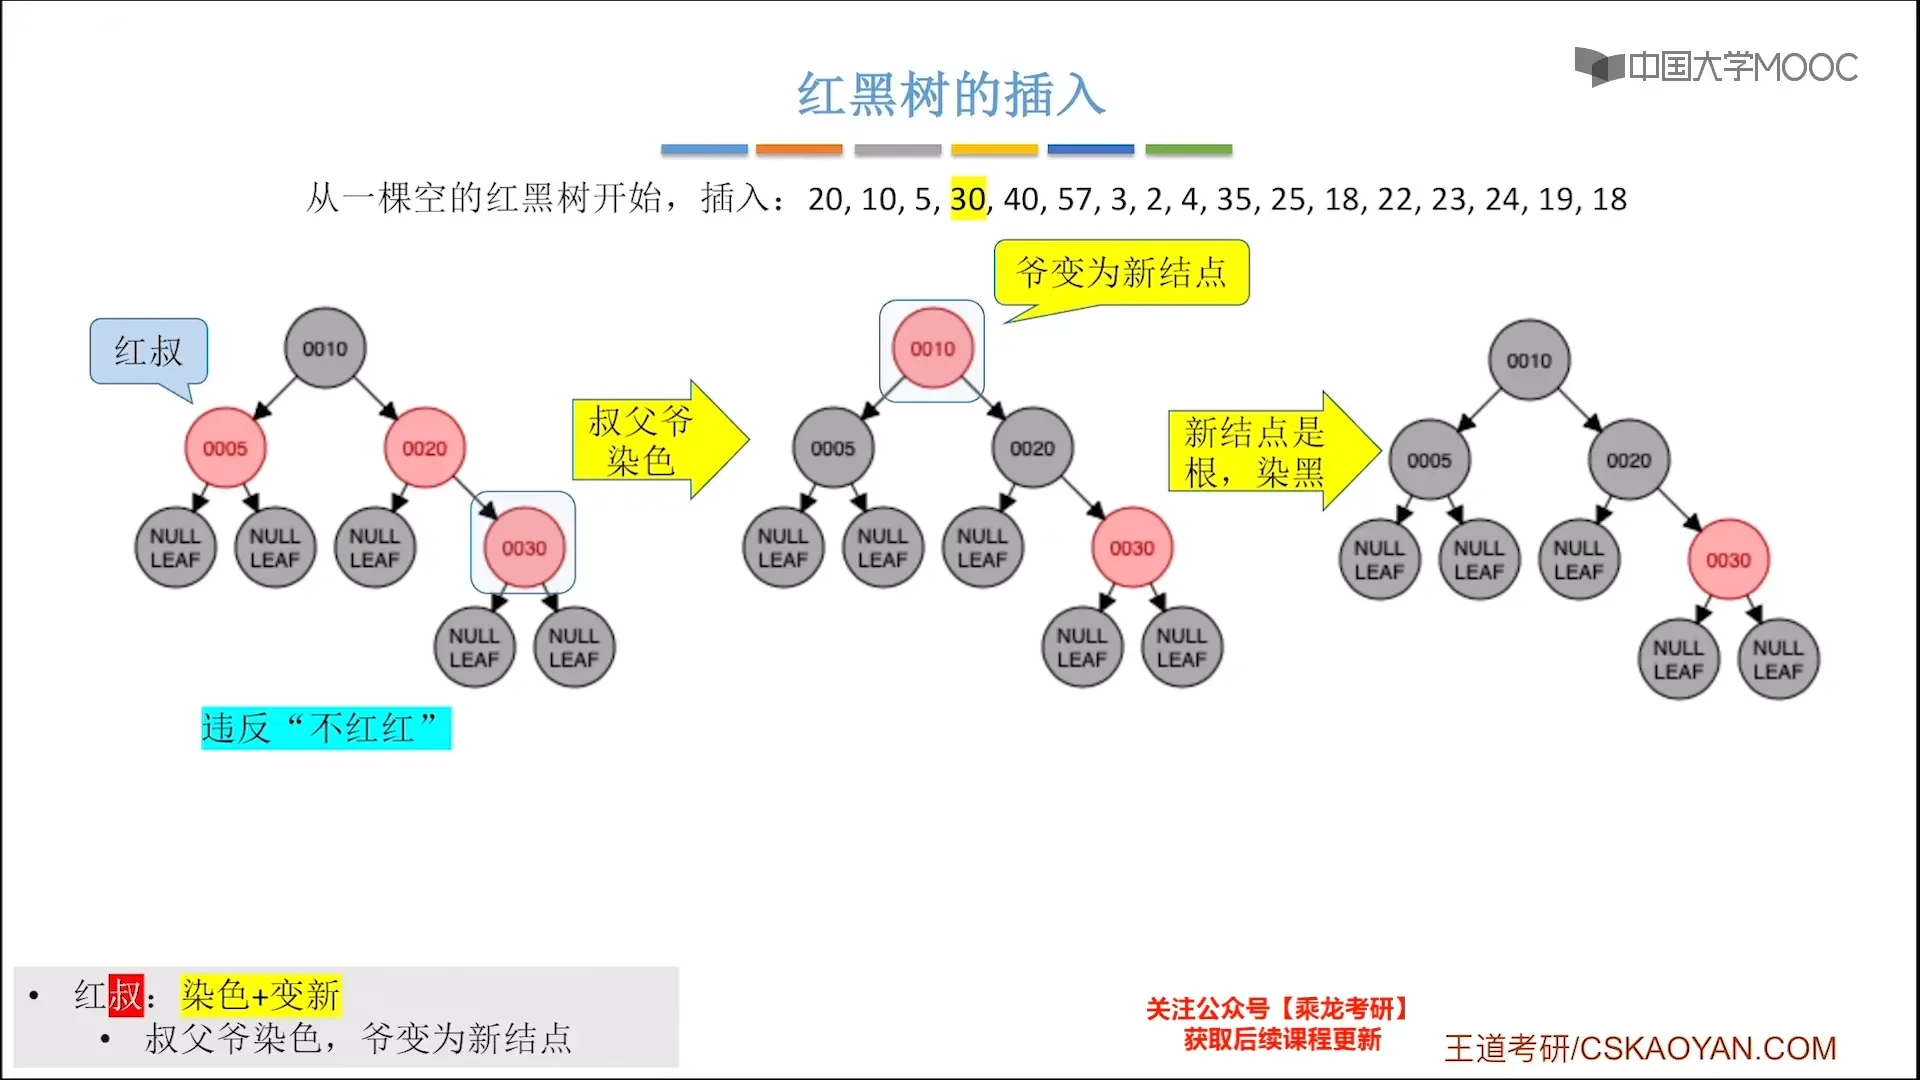 中国大学MOOC
红黑树的插入
从一棵空的红黑树开始，插入：20, 10, 5, 30, 40, 57, 3, 2, 4, 35, 25, 18, 22, 23, 24, 19, 18
爷变为新结点
红叔
0010
0005
0020
NULL
LEAF
NULL
LEAF
NULL
LEAF
0030
NULL
LEAF
NULL
LEAF
违反“不红红”
叔父爷
染色
0010
0005
0020
NULL
LEAF
NULL
LEAF
NULL
LEAF
0030
NULL
LEAF
NULL
LEAF
新结点是
根，染黑
0010
0005
0020
NULL
LEAF
NULL
LEAF
NULL
LEAF
0030
NULL
LEAF
NULL
LEAF
• 红叔：染色+变新
• 叔父爷染色，爷变为新结点
关注公众号【乘龙考研】
获取后续课程更新
王道考研/CSKAOYAN.COM